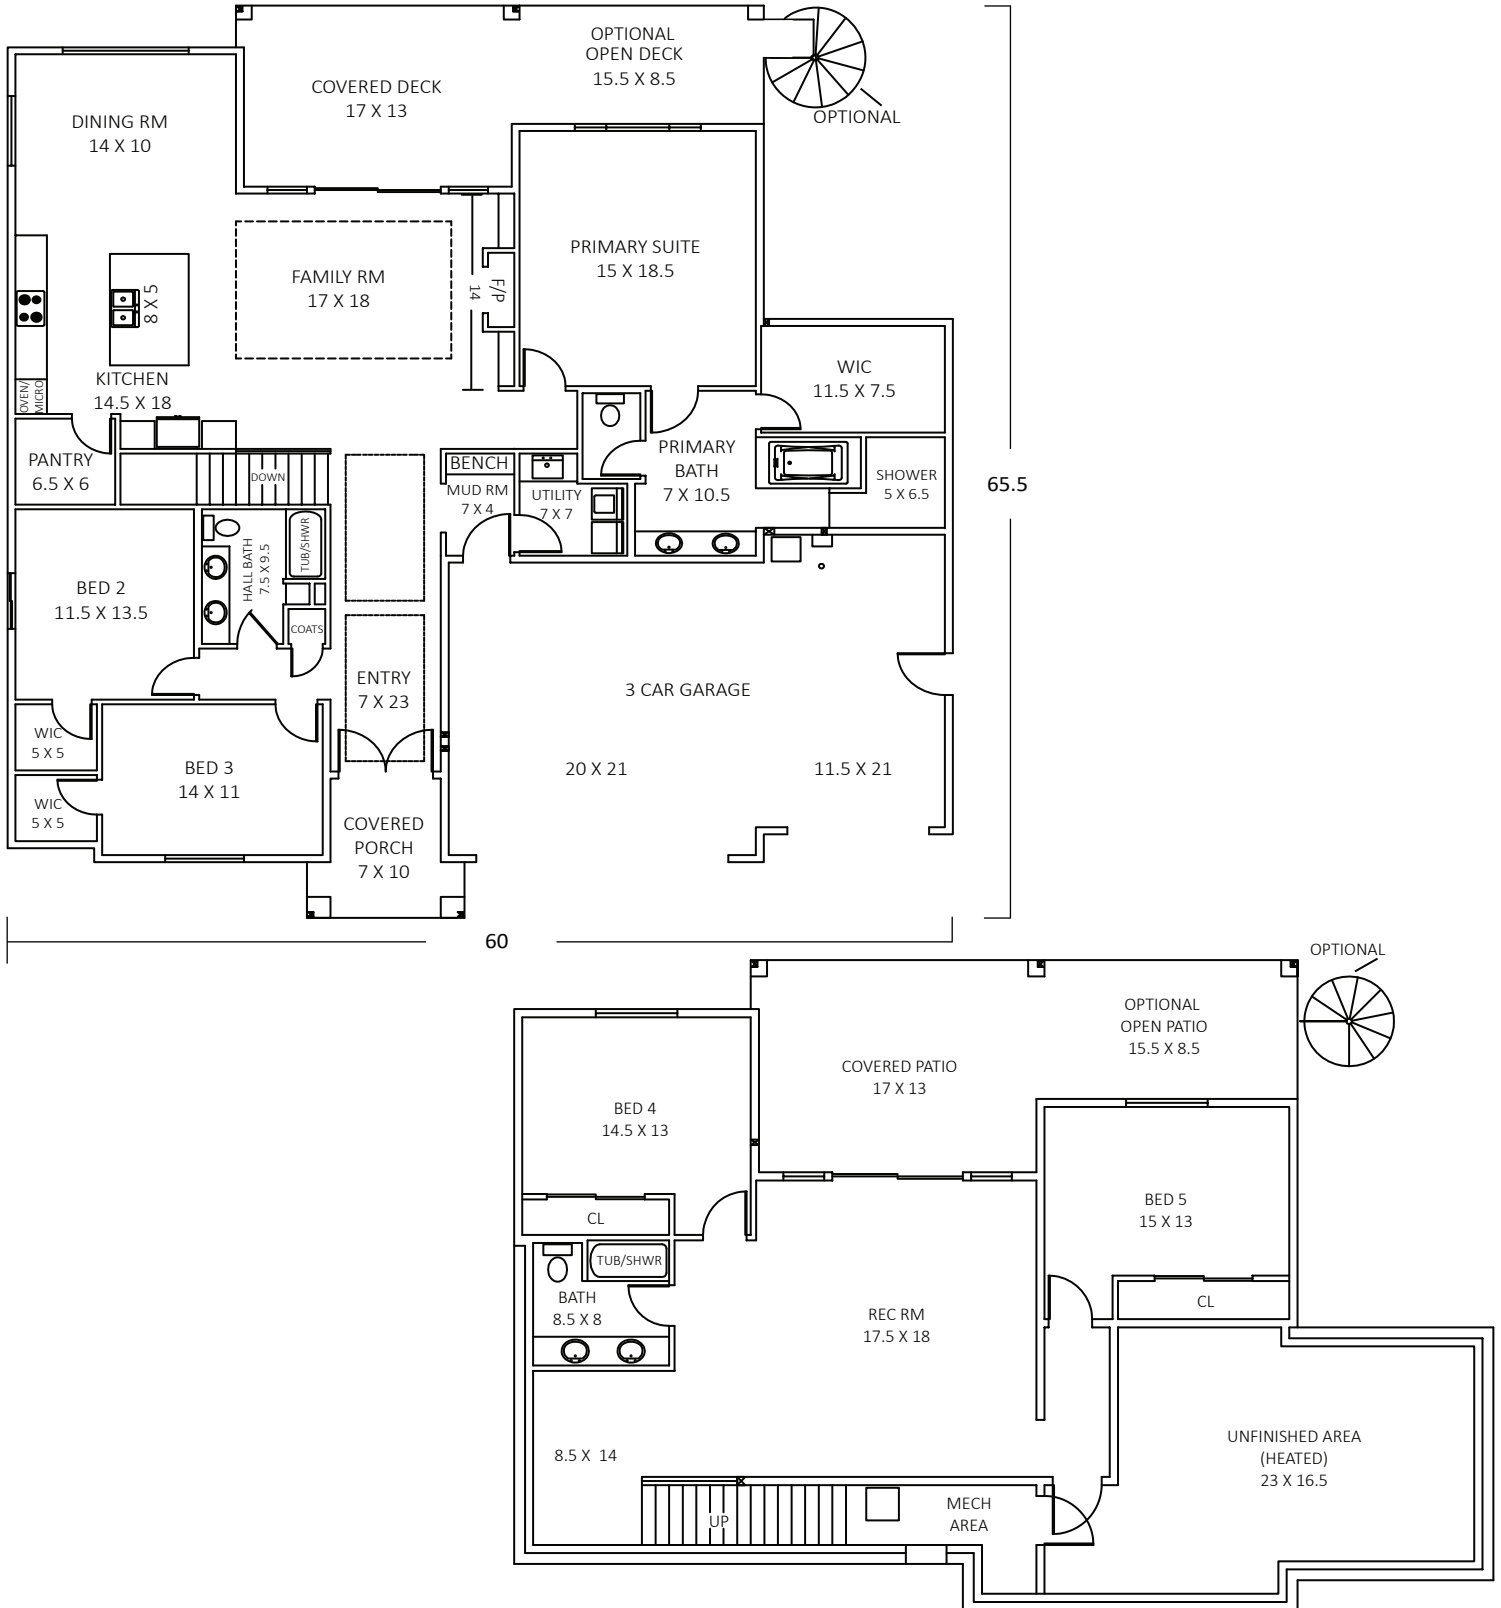 OPTIONAL
OPEN DECK
15.5 X 8.5
COVERED DECK
17 X 13
OPTIONAL
DINING RM
14 X 10
PRIMARY SUITE
15 X 18.5
FAMILY RM
17 X 18
14
F/P
8 X 5
KITCHEN
14.5 X 18
OVEN/
MICRO
WIC
11.5 X 7.5
PANTRY
6.5 X 6
DOWN
BENCH
MUD RM
7 X 4
UTILITY
7 X 7
PRIMARY
BATH
7 X 10.5
SHOWER
5 X 6.5
65.5
BED 2
11.5 X 13.5
HALL BATH
7.5 X 9.5
TUB/SHWR
COATS
ENTRY
7 X 23
3 CAR GARAGE
20 X 21
11.5 X 21
WIC
5 X 5
BED 3
14 X 11
WIC
5 X 5
COVERED
PORCH
7 X 10
60
OPTIONAL
OPTIONAL
OPEN PATIO
15.5 X 8.5
COVERED PATIO
17 X 13
BED 4
14.5 X 13
CL
BED 5
15 X 13
CL
TUB/SHWR
BATH
8.5 X 8
REC RM
17.5 X 18
8.5 X 14
UNFINISHED AREA
(HEATED)
23 X 16.5
UP
MECH
AREA